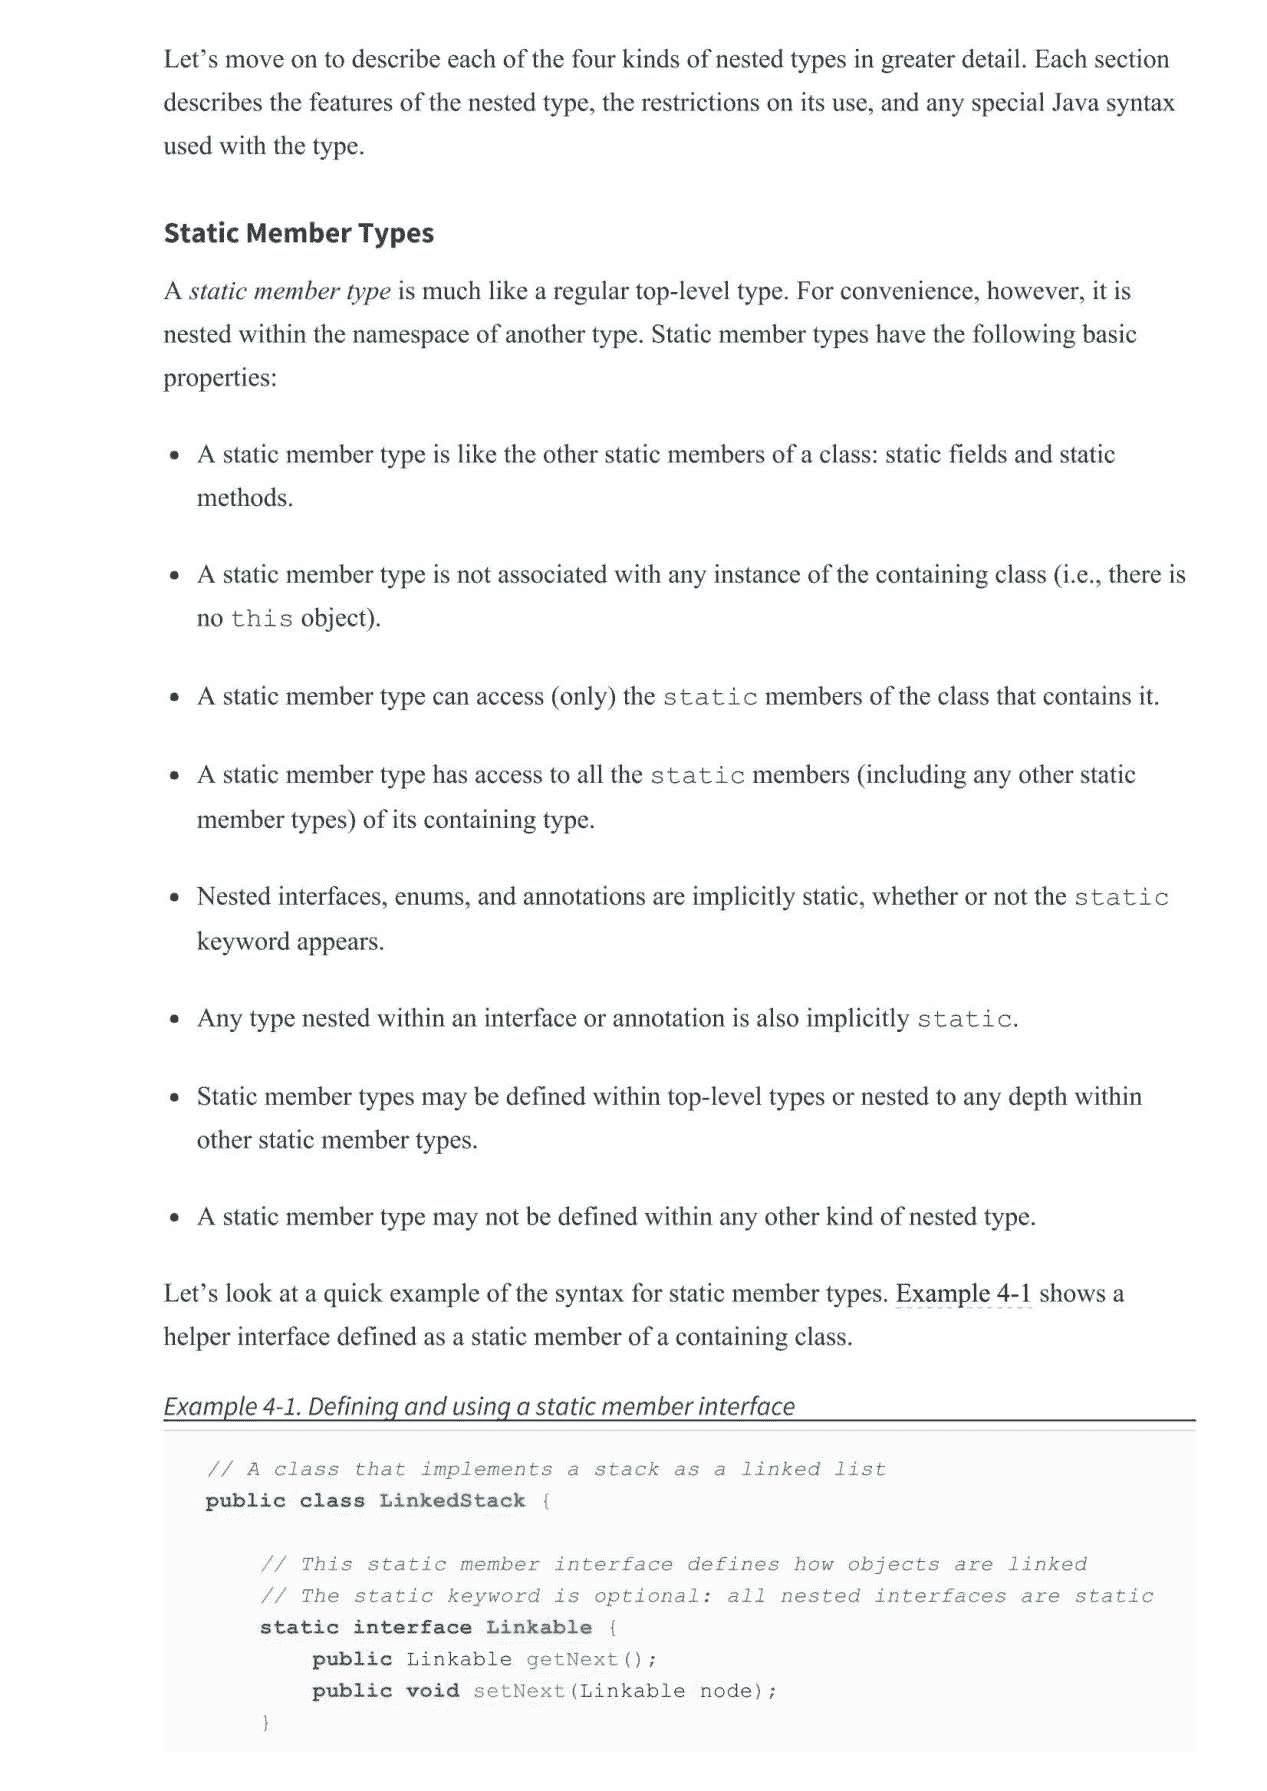 Let’s move on to describe each of the four kinds of nested types in greater detail. Each section
describes the features of the nested type, the restrictions on its use, and any special Java syntax
used with the type.
Static Member Types
A static member type is much like a regular top-level type. For convenience, however, it is
nested within the namespace of another type. Static member types have the following basic
properties:
• A static member type is like the other static members of a class: static fields and static
methods.
• A static member type is not associated with any instance of the containing class (i.e., there is
no this object).
• A static member type can access (only) the static members of the class that contains it.
• A static member type has access to all the static members (including any other static
member types) of its containing type.
• Nested interfaces, enums, and annotations are implicitly static, whether or not the static
keyword appears.
• Any type nested within an interface or annotation is also implicitly static.
• Static member types may be defined within top-level types or nested to any depth within
other static member types.
• A static member type may not be defined within any other kind of nested type.
Let’s look at a quick example of the syntax for static member types. Example 4-1 shows a
helper interface defined as a static member of a containing class.
Example 4-1. Defining and using a static member interface
// A class that implements a stack as a linked list
public class LinkedStack {
// This static member interface defines how objects are linked
// The static keyword is optional: all nested interfaces are static
static interface Linkable {
public Linkable getNext();
public void setNext(Linkable node);
}